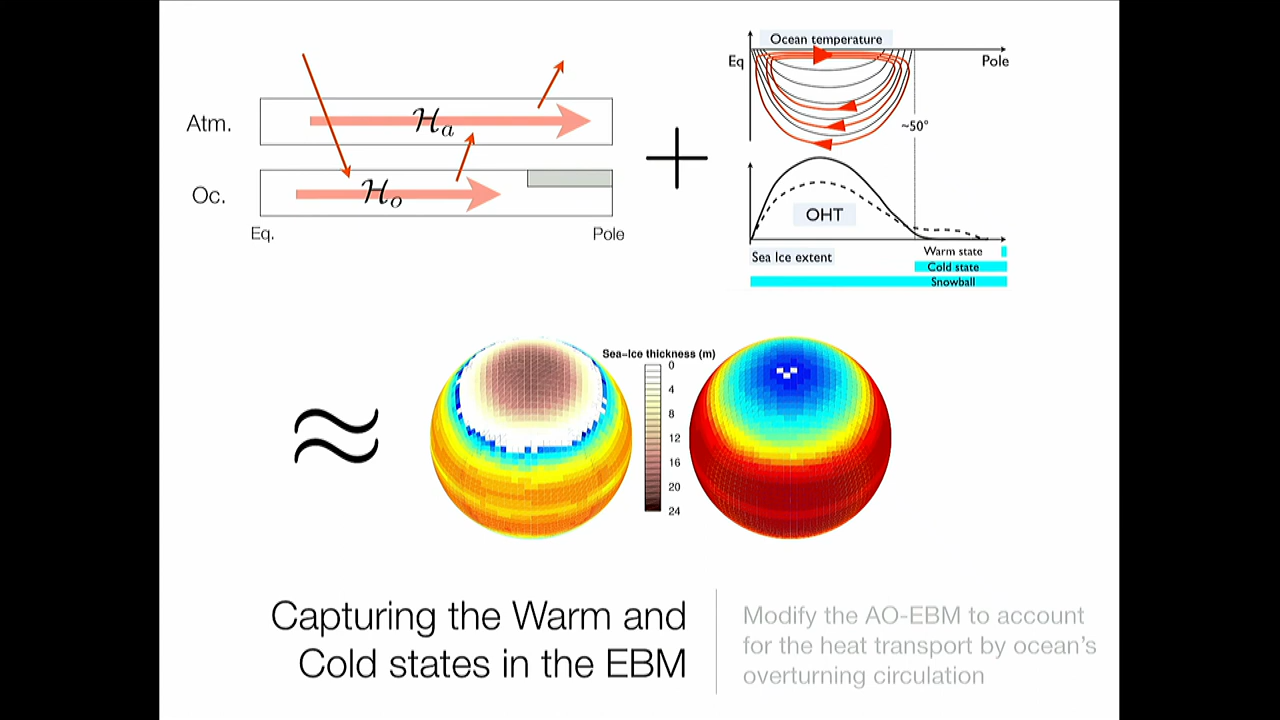 Atm.
ℋa
Oc.
ℋo
Eq.
Pole
Ocean temperature
Eq
Pole
~50°
OHT
Sea Ice extent
Warm state
Cold state
Snowball
Sea-Ice thickness (m)
0
4
8
12
16
20
24
Capturing the Warm and
Cold states in the EBM
Modify the AO-EBM to account
for the heat transport by ocean's
overturning circulation